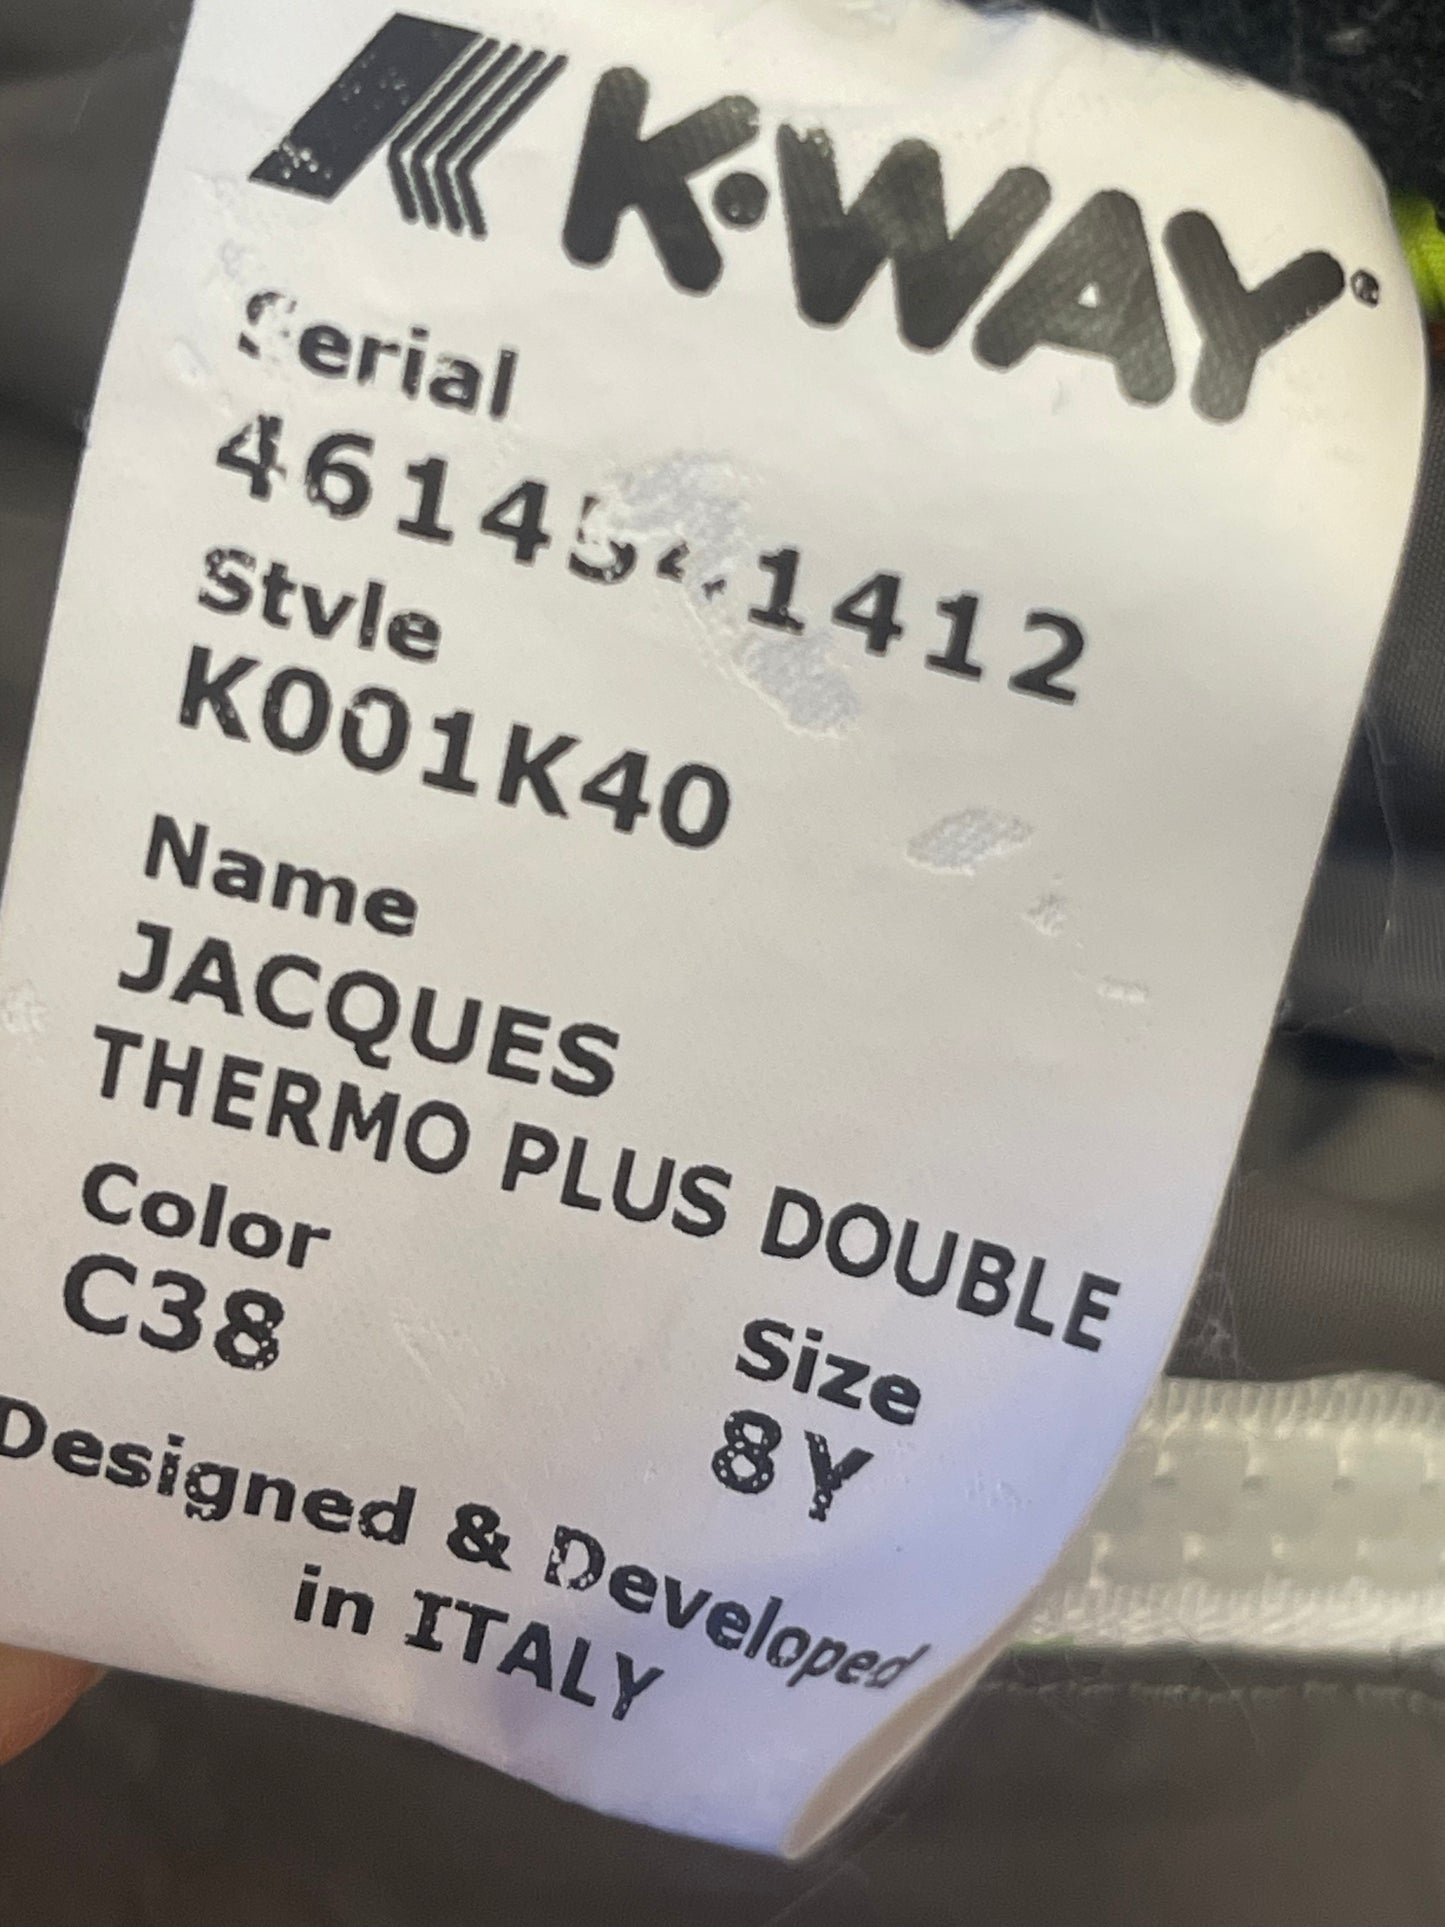 K·WAY®
Serial
Style
K001K40
Name
JACQUES
THERMO PLUS DOUBLE
Color
C38
Size
8Y
Designed & Developed
in ITALY